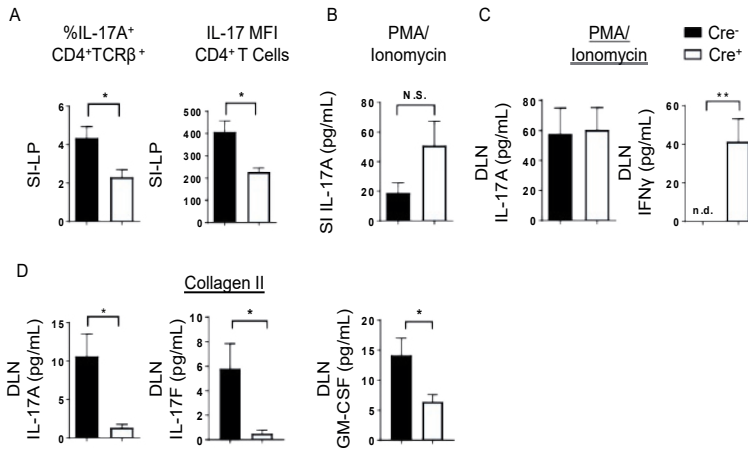 A
%IL-17A⁺
CD4⁺TCRβ⁺
IL-17 MFI
CD4⁺ T Cells
*
*
SI-LP
6
4
2
0
SI-LP
500
400
300
200
100
0
B
PMA/
Ionomycin
N.S.
SI IL-17A (pg/mL)
80
60
40
20
0
C
PMA/
Ionomycin
Cre⁻
Cre⁺
DLN
IL-17A (pg/mL)
80
60
40
20
0
**
DLN
IFNγ (pg/mL)
60
40
20
0
n.d.
D
Collagen II
*
DLN
IL-17A (pg/mL)
15
10
5
0
*
DLN
IL-17F (pg/mL)
10
8
6
4
2
0
*
DLN
GM-CSF (pg/mL)
20
15
10
5
0